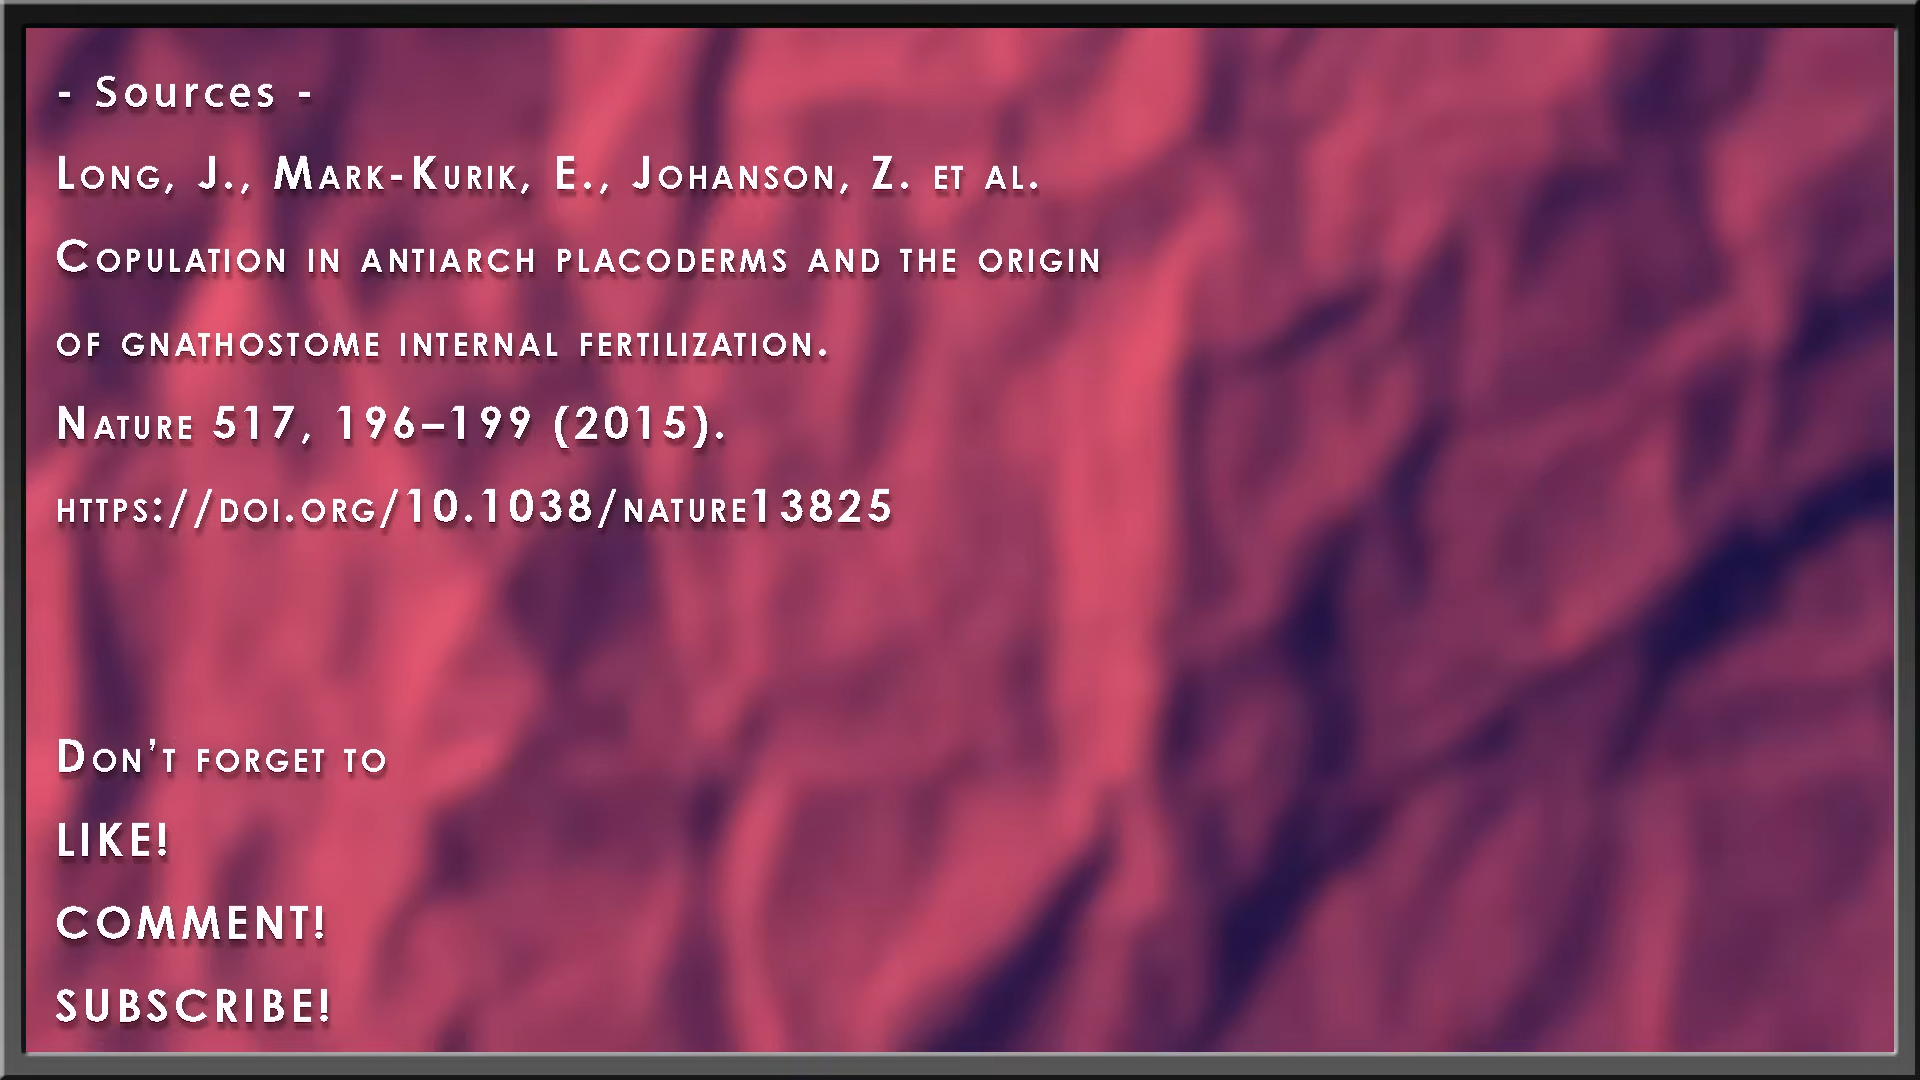 - Sources -
Long, J., Mark-Kurik, E., Johanson, Z. et al.
Copulation in antiarch placoderms and the origin
of gnathostome internal fertilization.
Nature 517, 196–199 (2015).
https://doi.org/10.1038/nature13825
Don't forget to
LIKE!
COMMENT!
SUBSCRIBE!